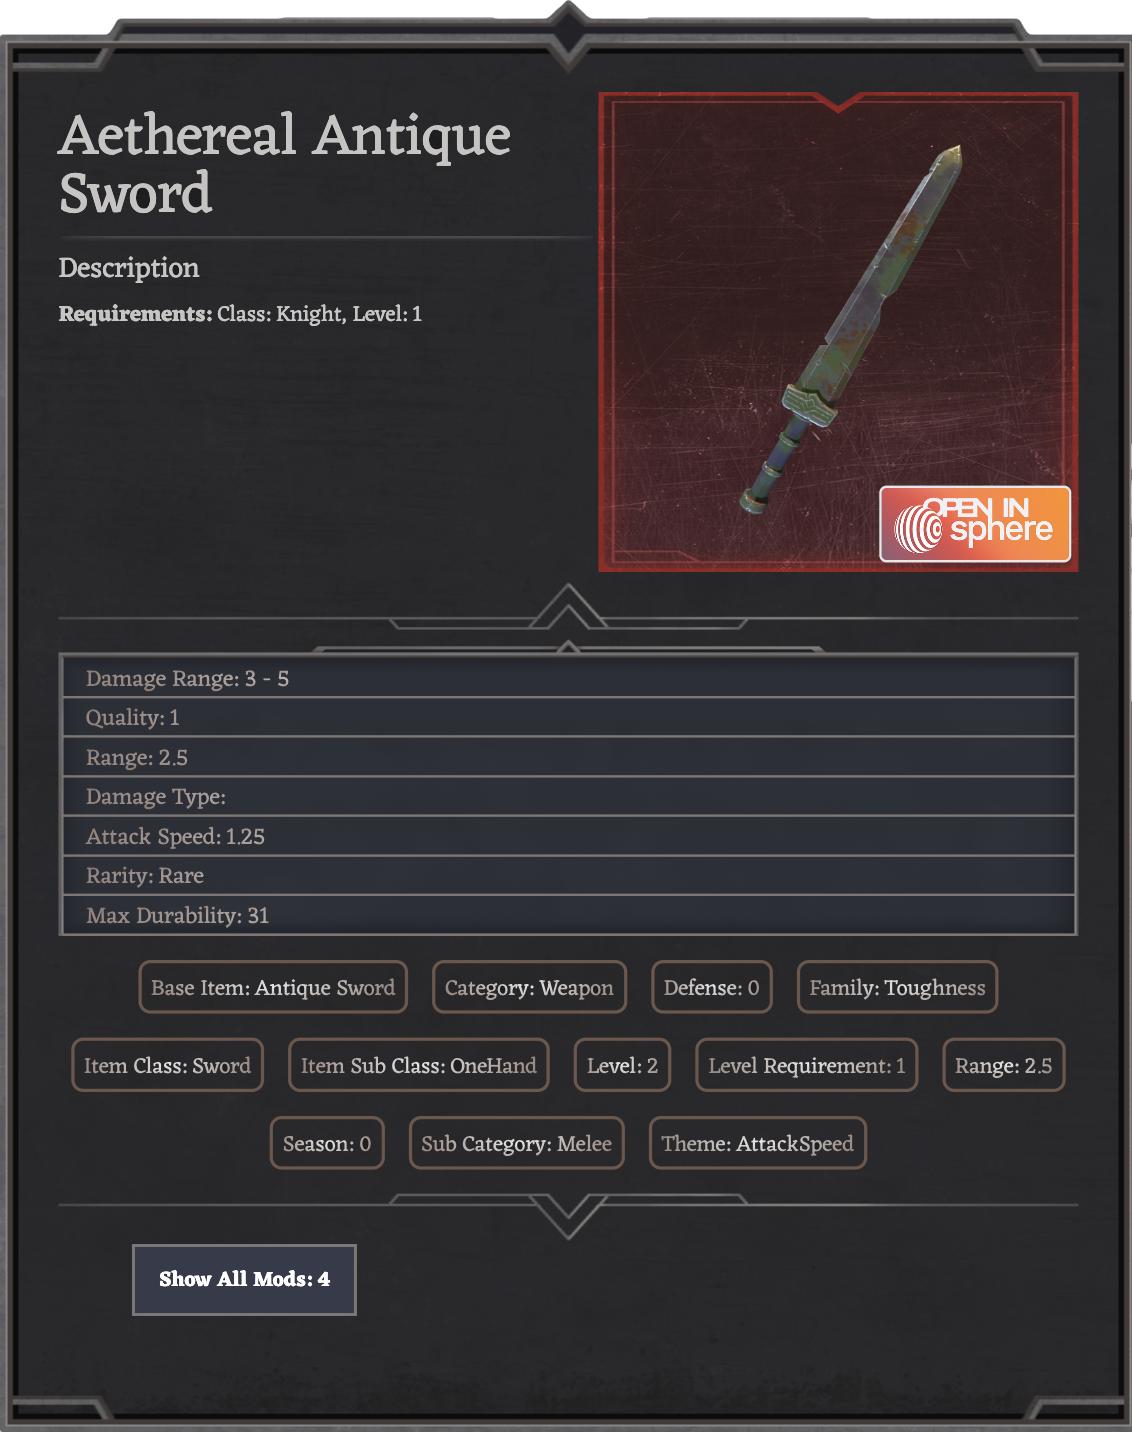 Aethereal Antique
Sword
Description
Requirements: Class: Knight, Level: 1
OPEN IN
sphere
Damage Range: 3 - 5
Quality: 1
Range: 2.5
Damage Type:
Attack Speed: 1.25
Rarity: Rare
Max Durability: 31
Base Item: Antique Sword
Category: Weapon
Defense: 0
Family: Toughness
Item Class: Sword
Item Sub Class: OneHand
Level: 2
Level Requirement: 1
Range: 2.5
Season: 0
Sub Category: Melee
Theme: AttackSpeed
Show All Mods: 4